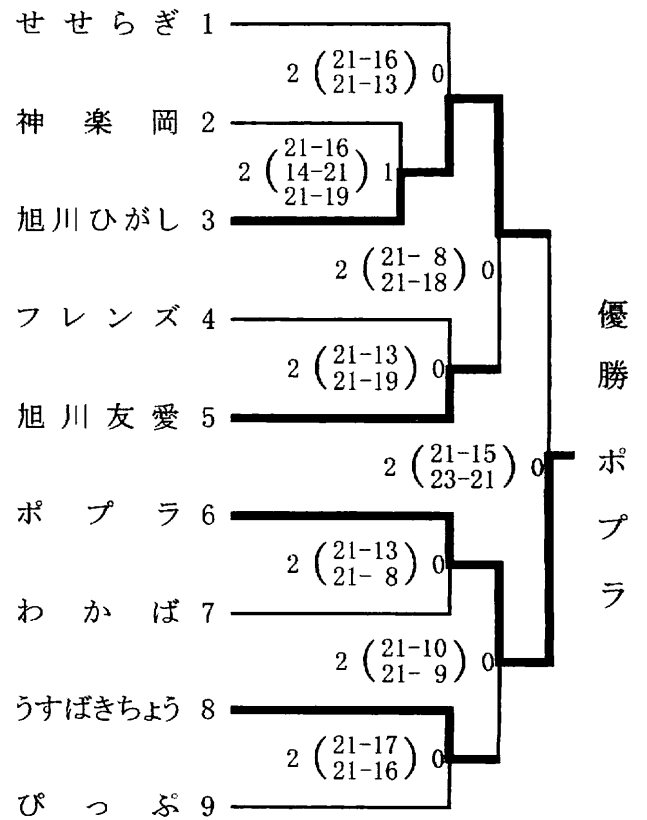 せせらぎ 1
2 (21-16 21-13) 0
神楽岡 2
2 (21-16 14-21 21-19) 1
旭川ひがし 3
2 (21- 8 21-18) 0
フレンズ 4
2 (21-13 21-19) 0
旭川友愛 5
2 (21-15 23-21) 0
ポプラ 6
2 (21-13 21- 8) 0
わかば 7
2 (21-10 21- 9) 0
うすばきちょう 8
2 (21-17 21-16) 0
ぴっぷ 9
優勝 ポプラ